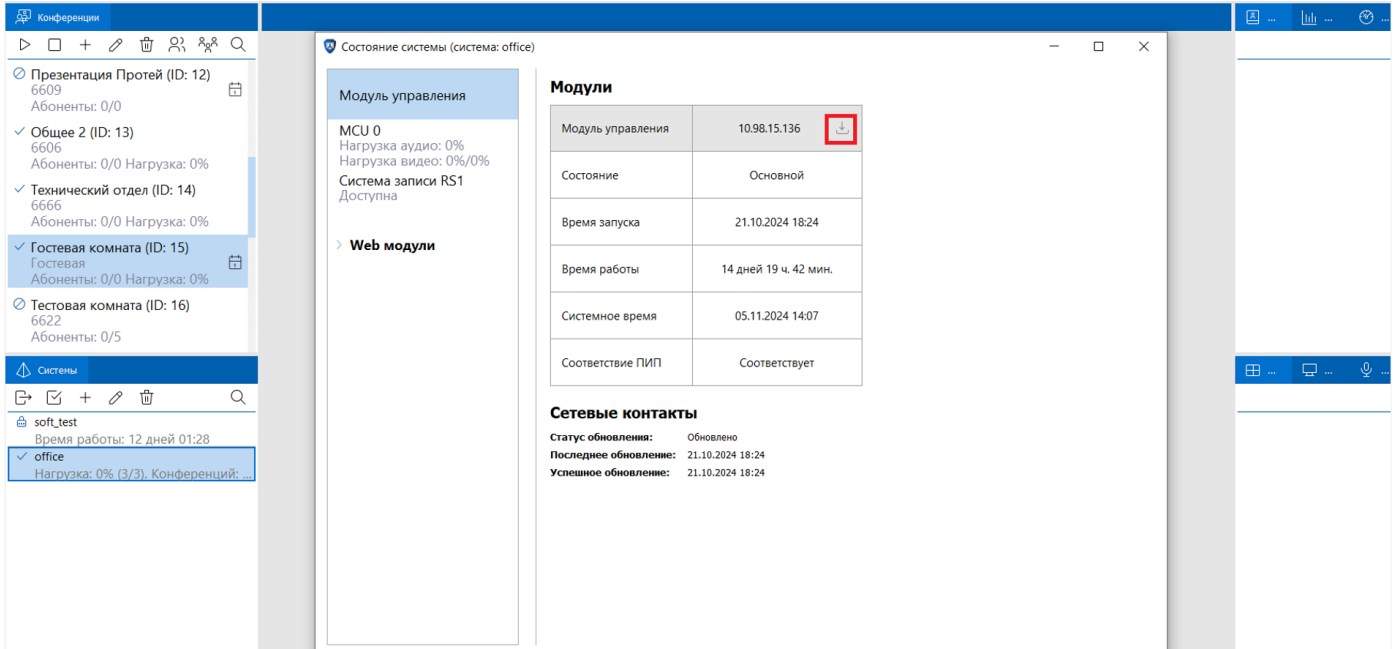 Конференции
Презентация Протей (ID: 12)
6609
Абоненты: 0/0
Общее 2 (ID: 13)
6606
Абоненты: 0/0 Нагрузка: 0%
Технический отдел (ID: 14)
6666
Абоненты: 0/0 Нагрузка: 0%
Гостевая комната (ID: 15)
Гостевая
Абоненты: 0/0 Нагрузка: 0%
Тестовая комната (ID: 16)
6622
Абоненты: 0/5
Системы
soft_test
Время работы: 12 дней 01:28
office
Нагрузка: 0% (3/3). Конференций: ...
Состояние системы (система: office)
Модуль управления
MCU 0
Нагрузка аудио: 0%
Нагрузка видео: 0%/0%
Система записи RS1
Доступна
Web модули
Модули
Модуль управления 10.98.15.136
Состояние Основной
Время запуска 21.10.2024 18:24
Время работы 14 дней 19 ч. 42 мин.
Системное время 05.11.2024 14:07
Соответствие ПИП Соответствует
Сетевые контакты
Статус обновления: Обновлено
Последнее обновление: 21.10.2024 18:24
Успешное обновление: 21.10.2024 18:24
... ... ...
... ... ...